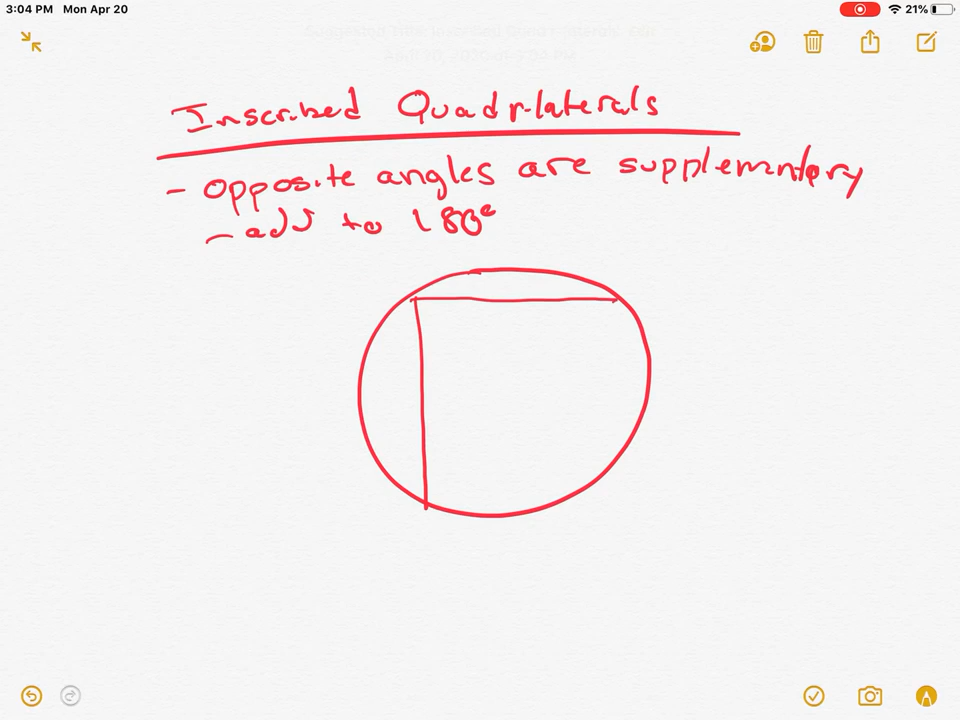 3:04 PM Mon Apr 20
21%
Inscribed Quadrilaterals
- opposite angles are supplementary
- add to 180°